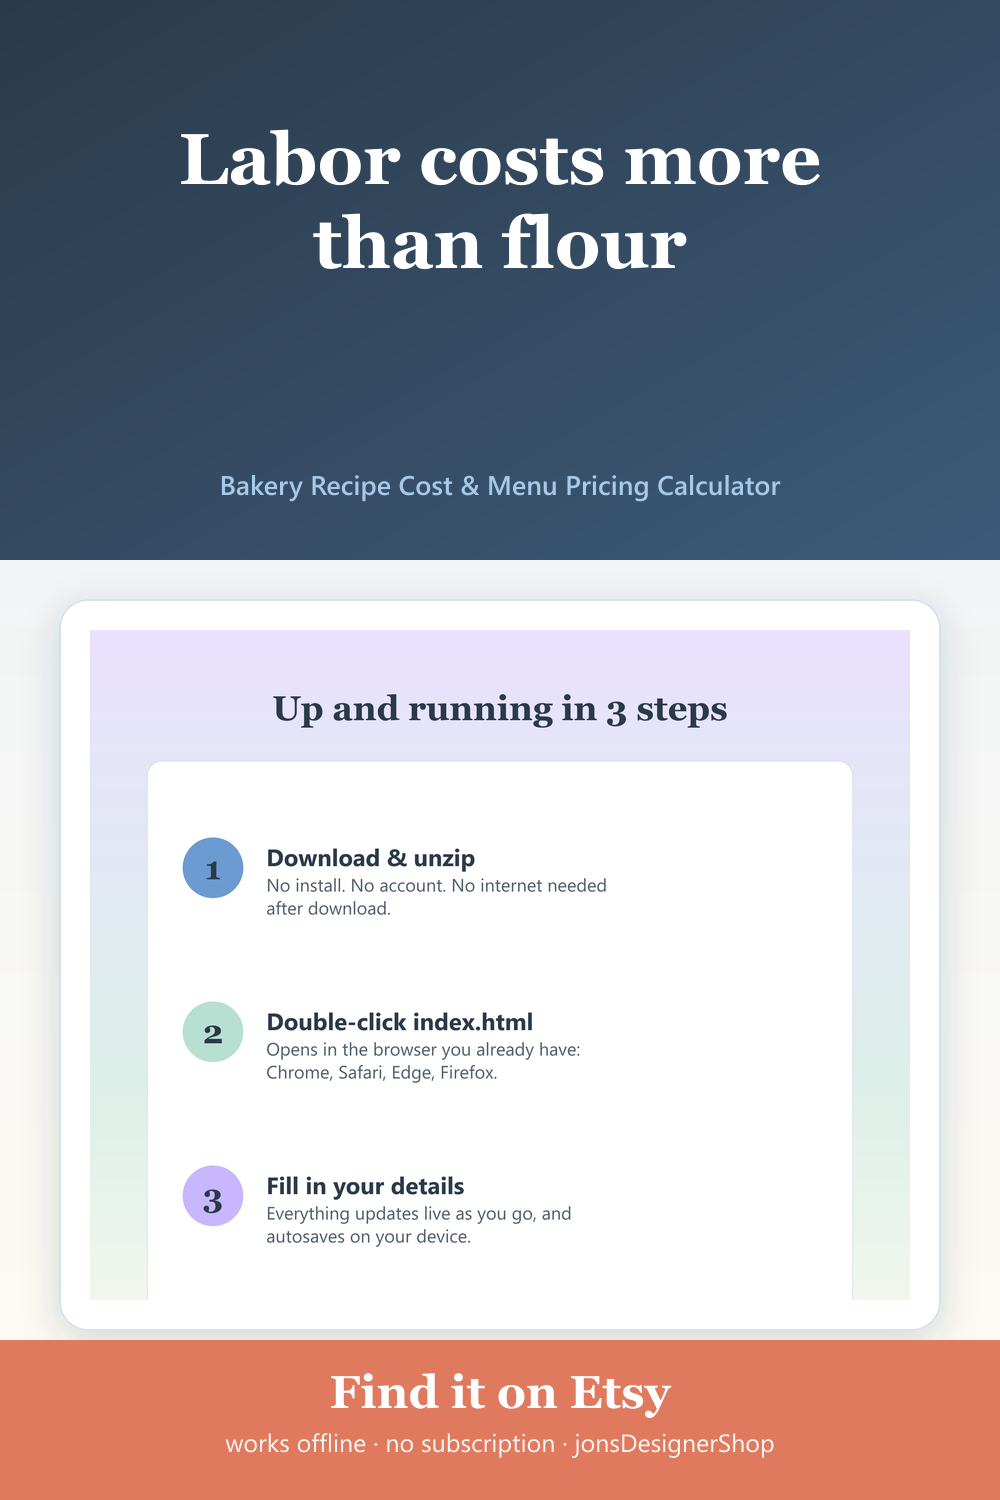 Labor costs more
than flour
Bakery Recipe Cost & Menu Pricing Calculator
Up and running in 3 steps
1
Download & unzip
No install. No account. No internet needed
after download.
2
Double-click index.html
Opens in the browser you already have:
Chrome, Safari, Edge, Firefox.
3
Fill in your details
Everything updates live as you go, and
autosaves on your device.
Find it on Etsy
works offline · no subscription · jonsDesignerShop